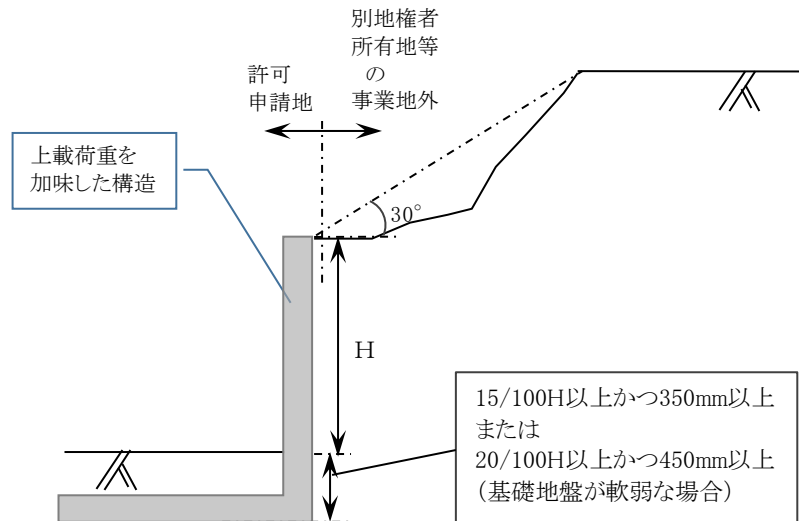 別地権者
所有地等
の
事業地外
許可
申請地
上載荷重を
加味した構造
30°
H
15/100H以上かつ350mm以上
または
20/100H以上かつ450mm以上
（基礎地盤が軟弱な場合）